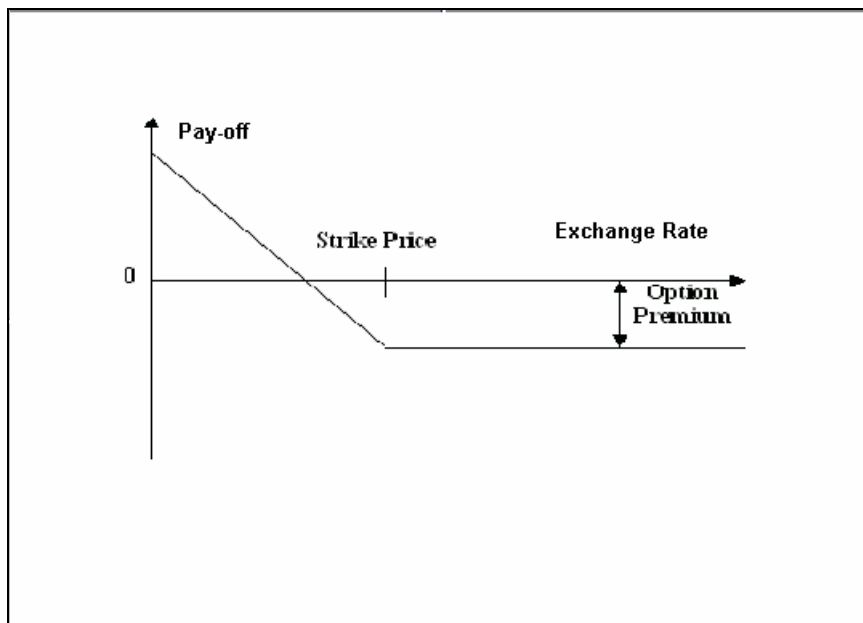 Pay-off
Exchange Rate
Strike Price
0
Option
Premium